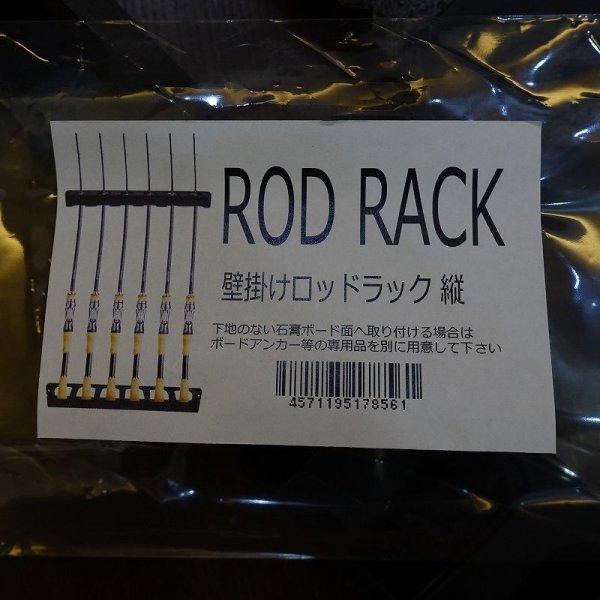 ROD RACK
壁掛けロッドラック 縦
下地のない石膏ボード面へ取り付ける場合は
ボードアンカー等の専用品を別に用意して下さい
4571195178561